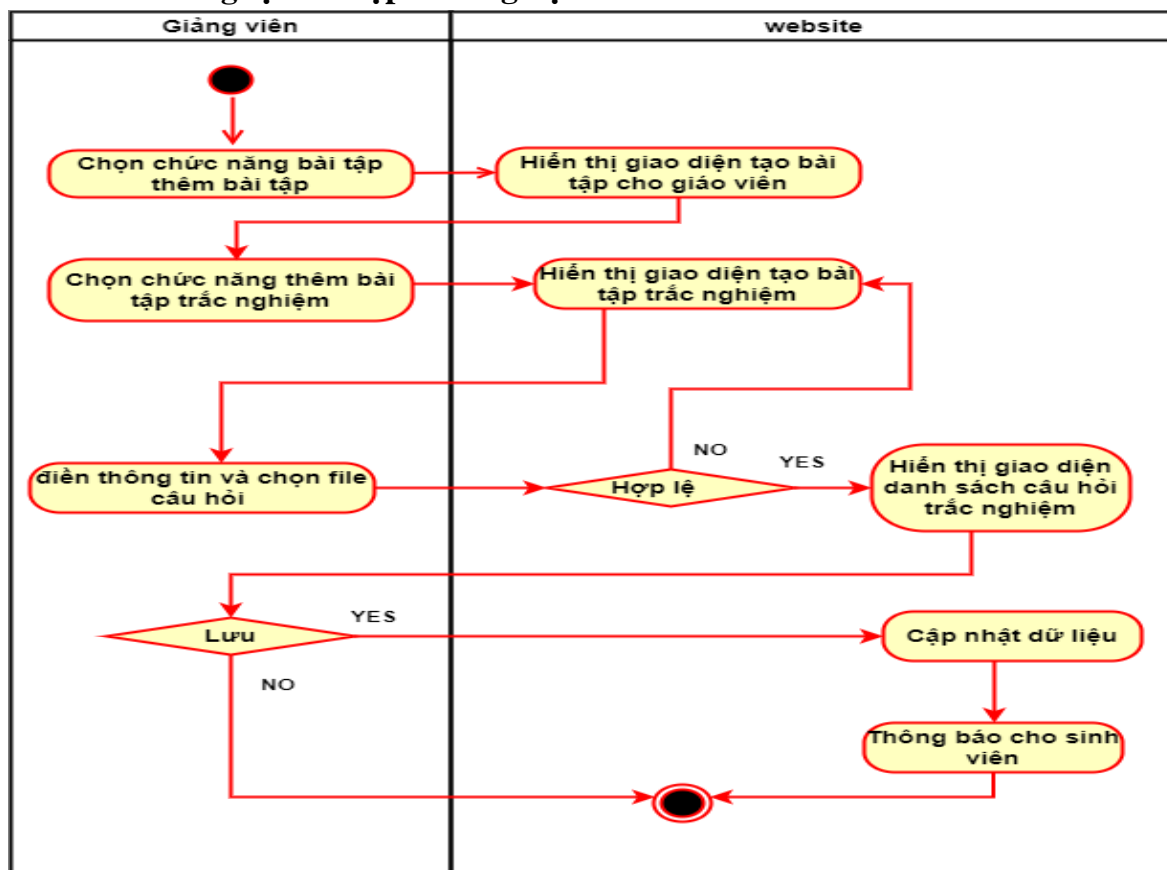 Giảng viên
website
Chọn chức năng bài tập
thêm bài tập
Hiển thị giao diện tạo bài
tập cho giáo viên
Chọn chức năng thêm bài
tập trắc nghiệm
Hiển thị giao diện tạo bài
tập trắc nghiệm
điền thông tin và chọn file
câu hỏi
Hợp lệ
NO
YES
Hiển thị giao diện
danh sách câu hỏi
trắc nghiệm
Lưu
YES
NO
Cập nhật dữ liệu
Thông báo cho sinh
viên